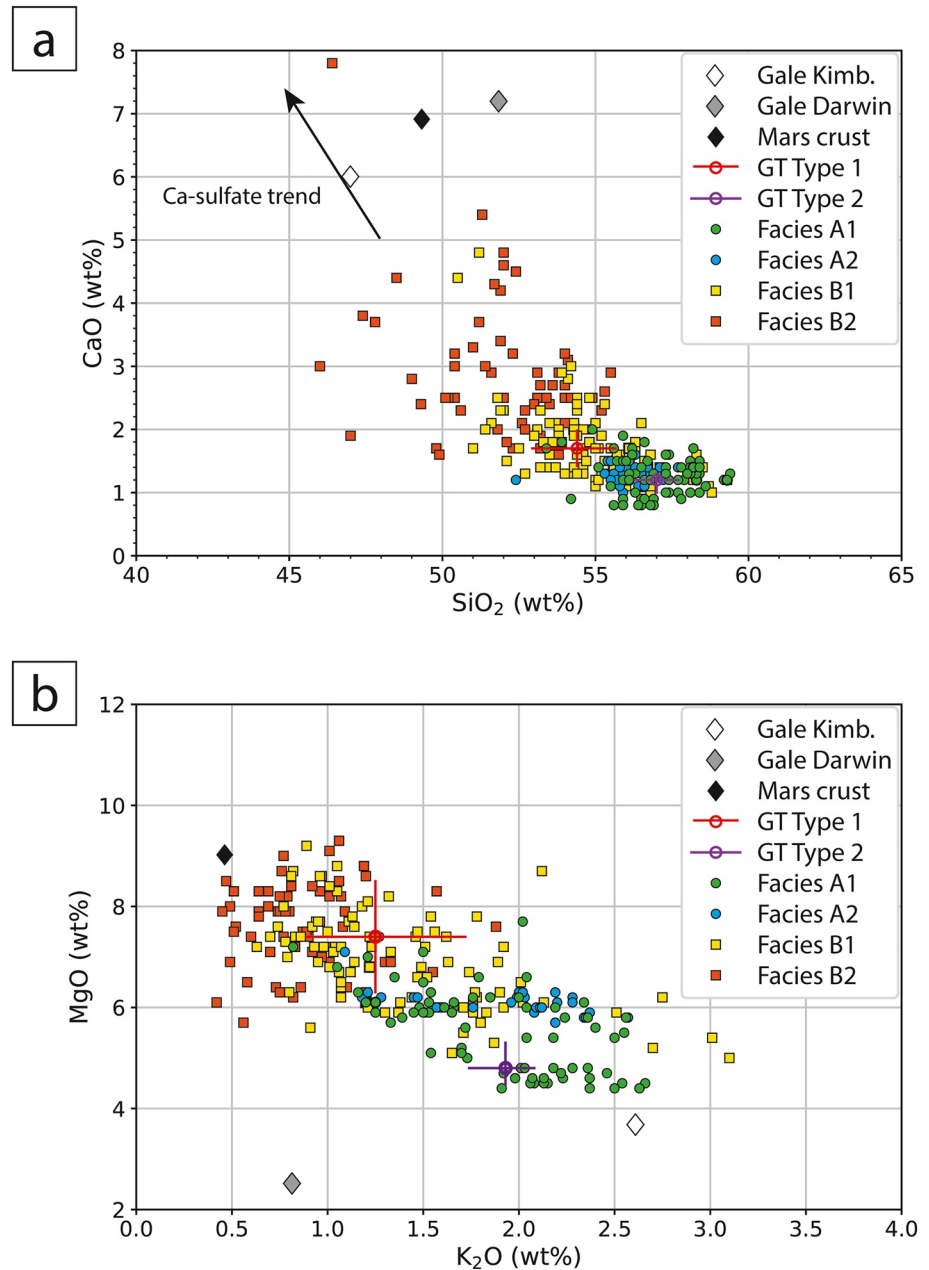 a
8
7
6
5
4
3
2
1
0
CaO (wt%)
Ca-sulfate trend
Gale Kimb.
Gale Darwin
Mars crust
GT Type 1
GT Type 2
Facies A1
Facies A2
Facies B1
Facies B2
40 45 50 55 60 65
SiO₂ (wt%)
b
12
10
8
6
4
2
MgO (wt%)
Gale Kimb.
Gale Darwin
Mars crust
GT Type 1
GT Type 2
Facies A1
Facies A2
Facies B1
Facies B2
0.0 0.5 1.0 1.5 2.0 2.5 3.0 3.5 4.0
K₂O (wt%)